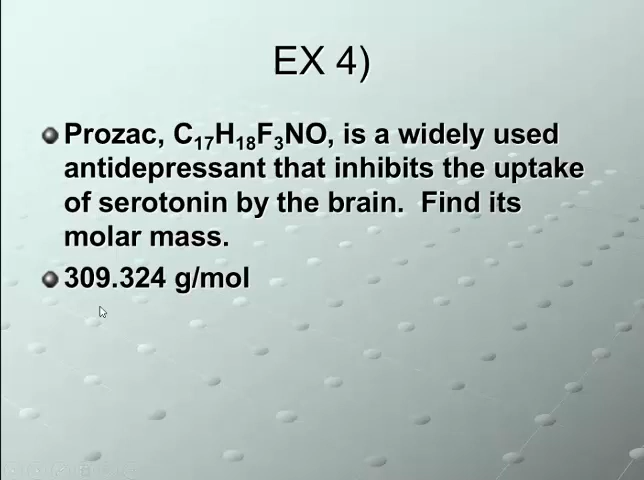 EX 4)
Prozac, C₁₇H₁₈F₃NO, is a widely used
antidepressant that inhibits the uptake
of serotonin by the brain.  Find its
molar mass.
309.324 g/mol